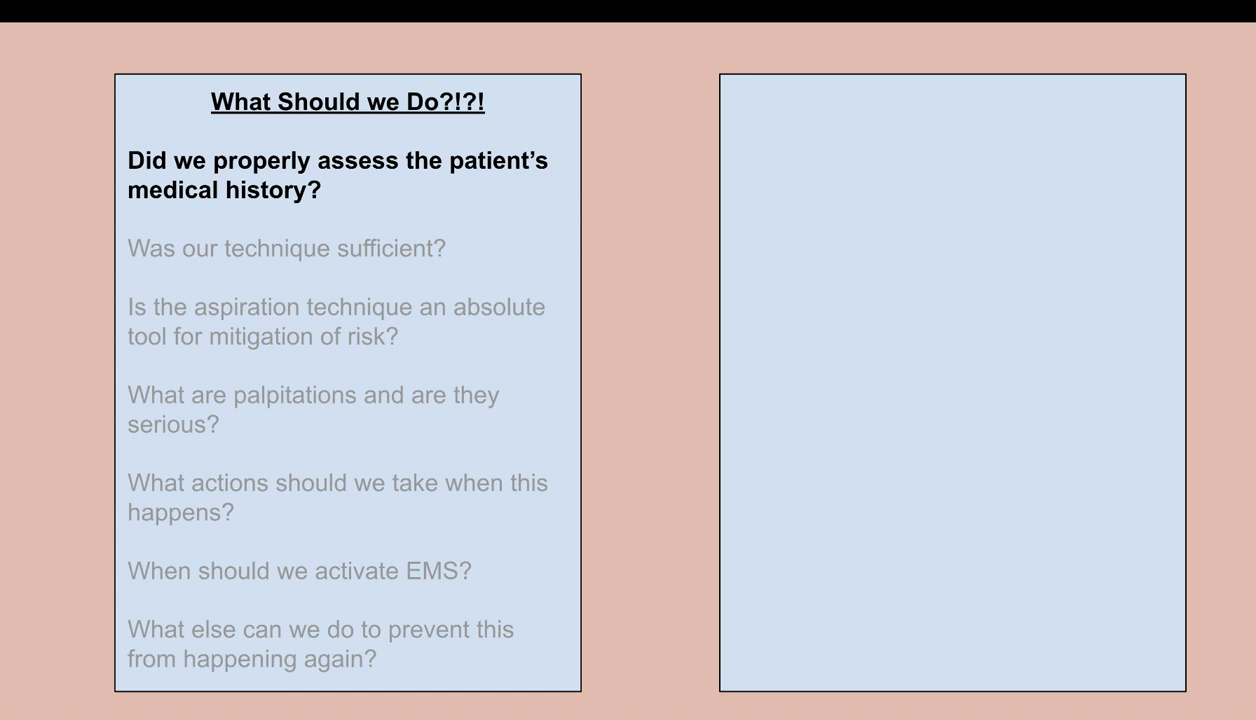 What Should we Do?!?!
Did we properly assess the patient’s
medical history?
Was our technique sufficient?
Is the aspiration technique an absolute
tool for mitigation of risk?
What are palpitations and are they
serious?
What actions should we take when this
happens?
When should we activate EMS?
What else can we do to prevent this
from happening again?